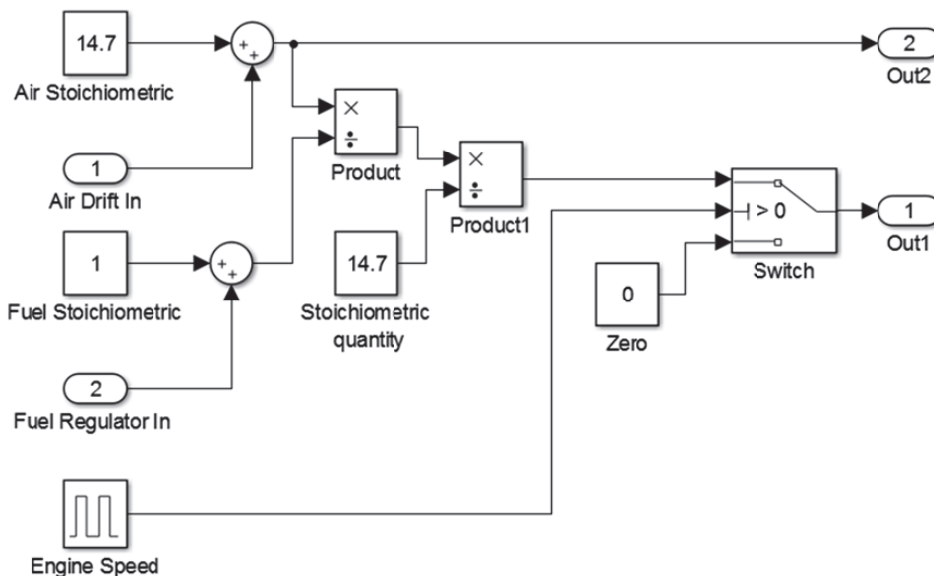 14.7
Air Stoichiometric
+
+
2
Out2
×
÷
Product
1
Air Drift In
×
÷
Product1
1
Fuel Stoichiometric
+
+
14.7
Stoichiometric
quantity
> 0
Switch
1
Out1
0
Zero
2
Fuel Regulator In
Engine Speed